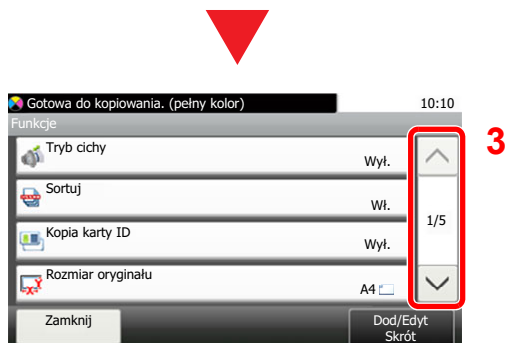 Gotowa do kopiowania. (pełny kolor) 10:10
Funkcje
Tryb cichy Wył.
Sortuj Wł.
Kopia karty ID Wył.
Rozmiar oryginału A4
1/5
3
Zamknij
Dod/Edyt
Skrót